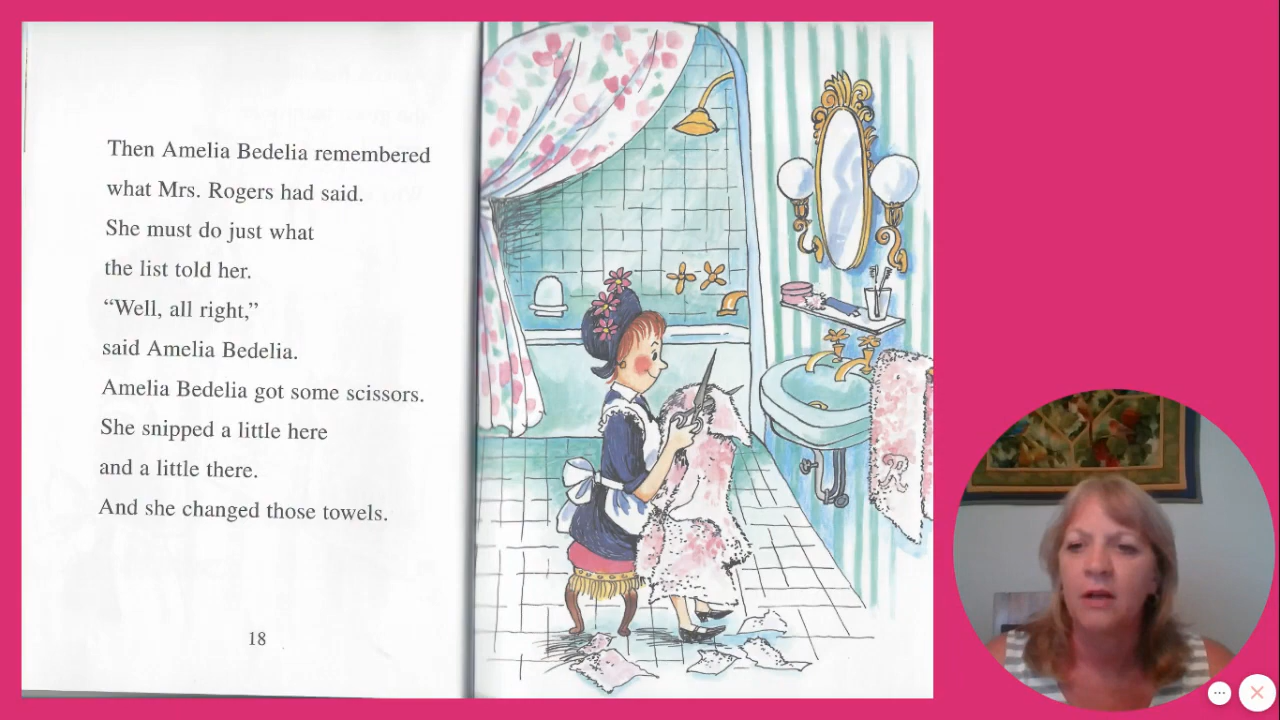 Then Amelia Bedelia remembered
what Mrs. Rogers had said.
She must do just what
the list told her.
“Well, all right,”
said Amelia Bedelia.
Amelia Bedelia got some scissors.
She snipped a little here
and a little there.
And she changed those towels.
18